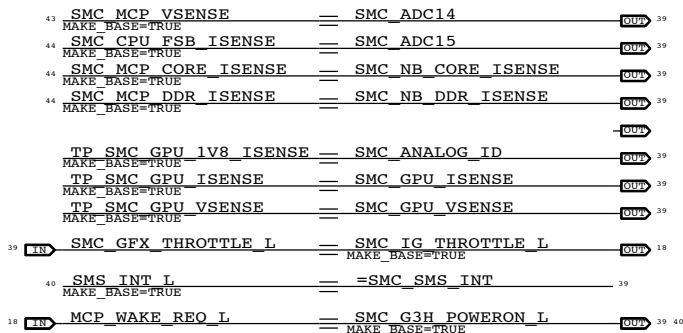 43 SMC_MCP_VSENSE SMC_ADC14 OUT 39
MAKE_BASE=TRUE
44 SMC_CPU_FSB_ISENSE SMC_ADC15 OUT 39
MAKE_BASE=TRUE
44 SMC_MCP_CORE_ISENSE SMC_NB_CORE_ISENSE OUT 39
MAKE_BASE=TRUE
44 SMC_MCP_DDR_ISENSE SMC_NB_DDR_ISENSE OUT 39
MAKE_BASE=TRUE
OUT
TP_SMC_GPU_1V8_ISENSE SMC_ANALOG_ID OUT 39
MAKE_BASE=TRUE
TP_SMC_GPU_ISENSE SMC_GPU_ISENSE OUT 39
MAKE_BASE=TRUE
TP_SMC_GPU_VSENSE SMC_GPU_VSENSE OUT 39
MAKE_BASE=TRUE
39 IN SMC_GFX_THROTTLE_L SMC_IG_THROTTLE_L OUT 18
MAKE_BASE=TRUE
40 SMS_INT_L =SMC_SMS_INT 39
MAKE_BASE=TRUE
18 IN MCP_WAKE_REQ_L SMC_G3H_POWERON_L OUT 39 40
MAKE_BASE=TRUE